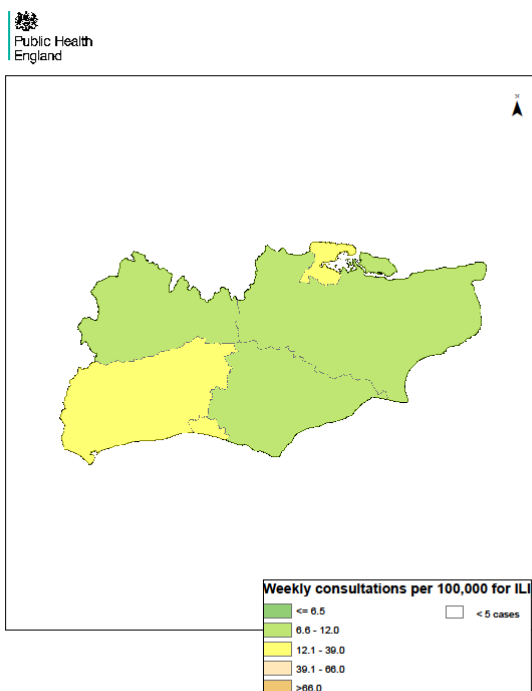 Public Health
England
N
Weekly consultations per 100,000 for ILI
<= 6.5
< 5 cases
6.6 - 12.0
12.1 - 39.0
39.1 - 66.0
>66.0